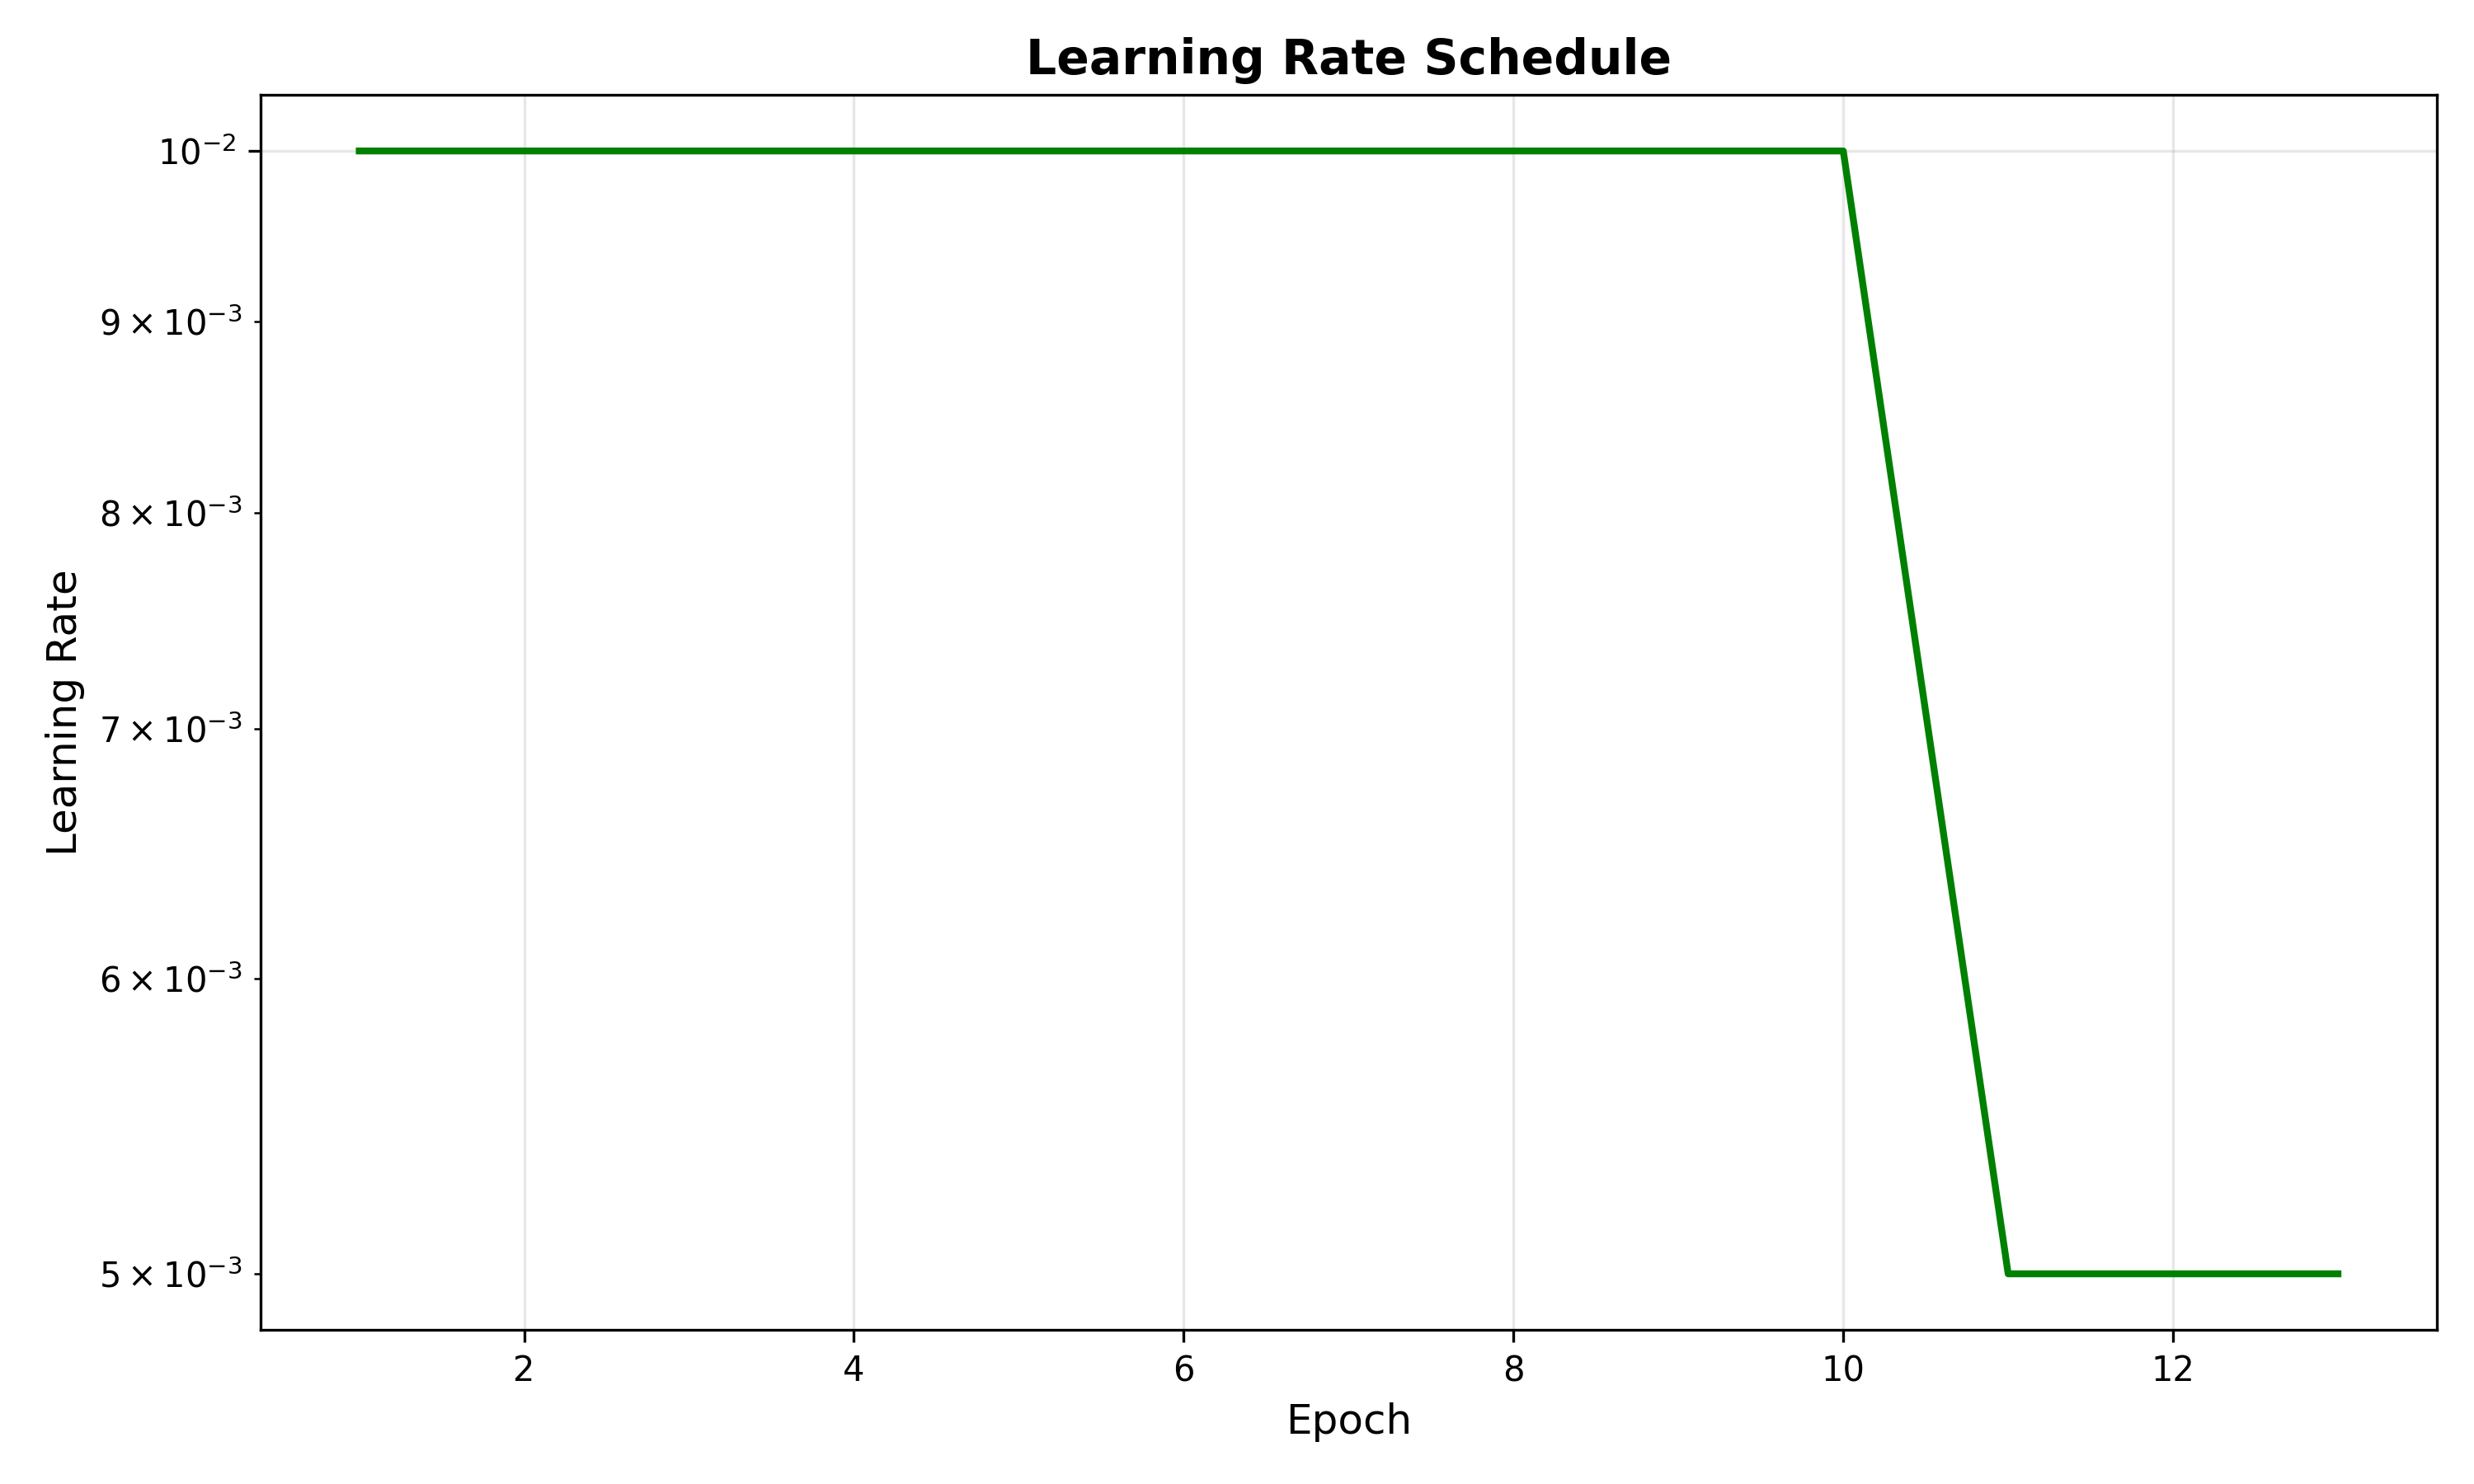 Learning Rate Schedule
10⁻²
9 × 10⁻³
8 × 10⁻³
7 × 10⁻³
6 × 10⁻³
5 × 10⁻³
Learning Rate
2 4 6 8 10 12
Epoch